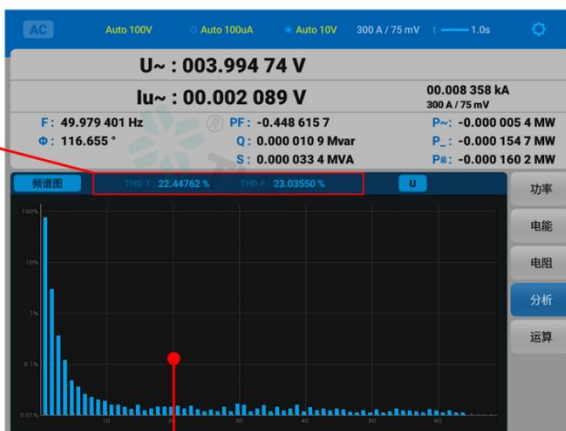 AC Auto 100V Auto 100uA Auto 10V 300 A / 75 mV 1 1.0s
U~ : 003.994 74 V
Iu~ : 00.002 089 V 00.008 358 kA
300 A / 75 mV
F : 49.979 401 Hz PF : -0.448 615 7 P~: -0.000 005 4 MW
Φ : 116.655 ° Q : 0.000 010 9 Mvar P_ : -0.000 154 7 MW
S : 0.000 033 4 MVA P≅: -0.000 160 2 MW
频谱图 THD-T : 22.44762 % THD-F : 23.03550 % U
功率
电能
电阻
分析
运算
100%
10%
1%
0.1%
0.01%
10 20 30 40 50 60